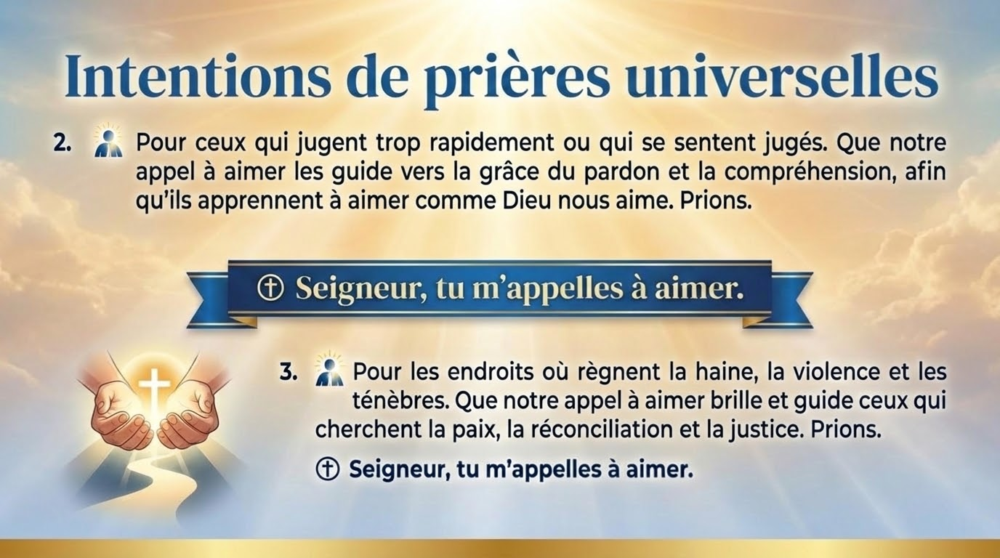 Intentions de prières universelles
2. Pour ceux qui jugent trop rapidement ou qui se sentent jugés. Que notre
appel à aimer les guide vers la grâce du pardon et la compréhension, afin
qu’ils apprennent à aimer comme Dieu nous aime. Prions.
Seigneur, tu m’appelles à aimer.
3. Pour les endroits où règnent la haine, la violence et les
ténèbres. Que notre appel à aimer brille et guide ceux qui
cherchent la paix, la réconciliation et la justice. Prions.
Seigneur, tu m’appelles à aimer.